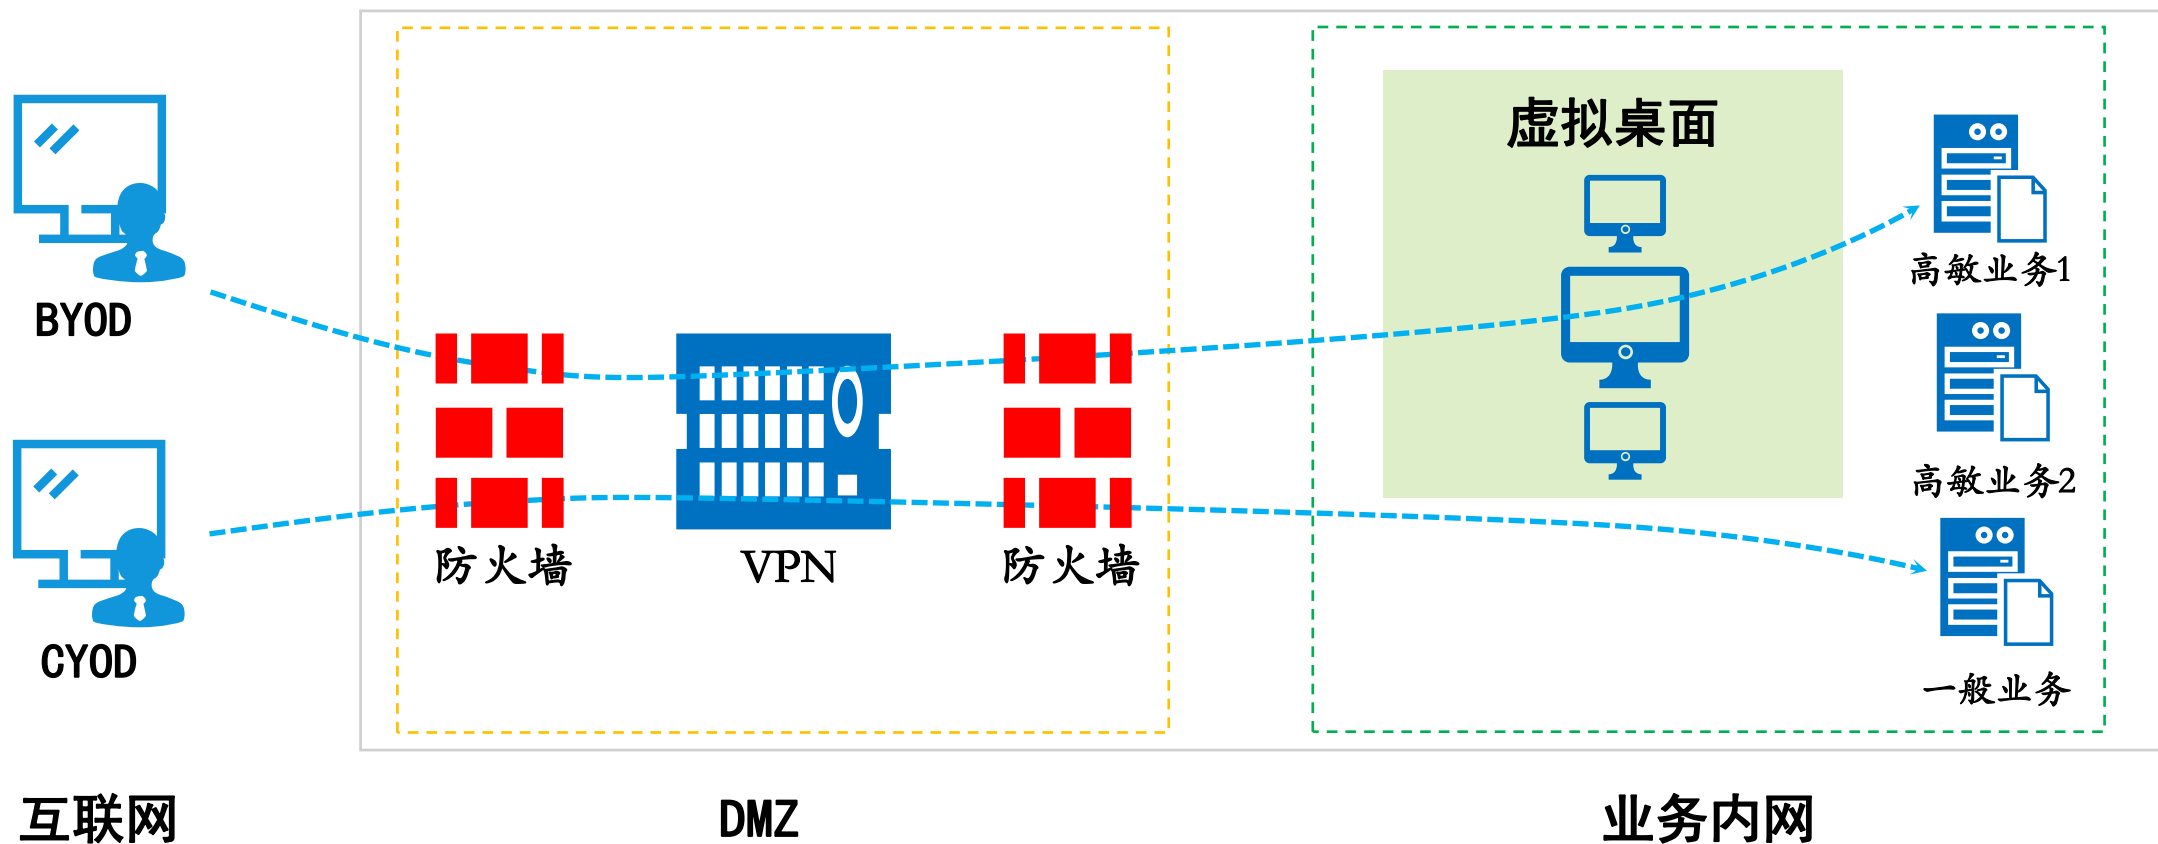 虚拟桌面
BYOD
高敏业务1
高敏业务2
防火墙
VPN
防火墙
CYOD
一般业务
互联网
DMZ
业务内网